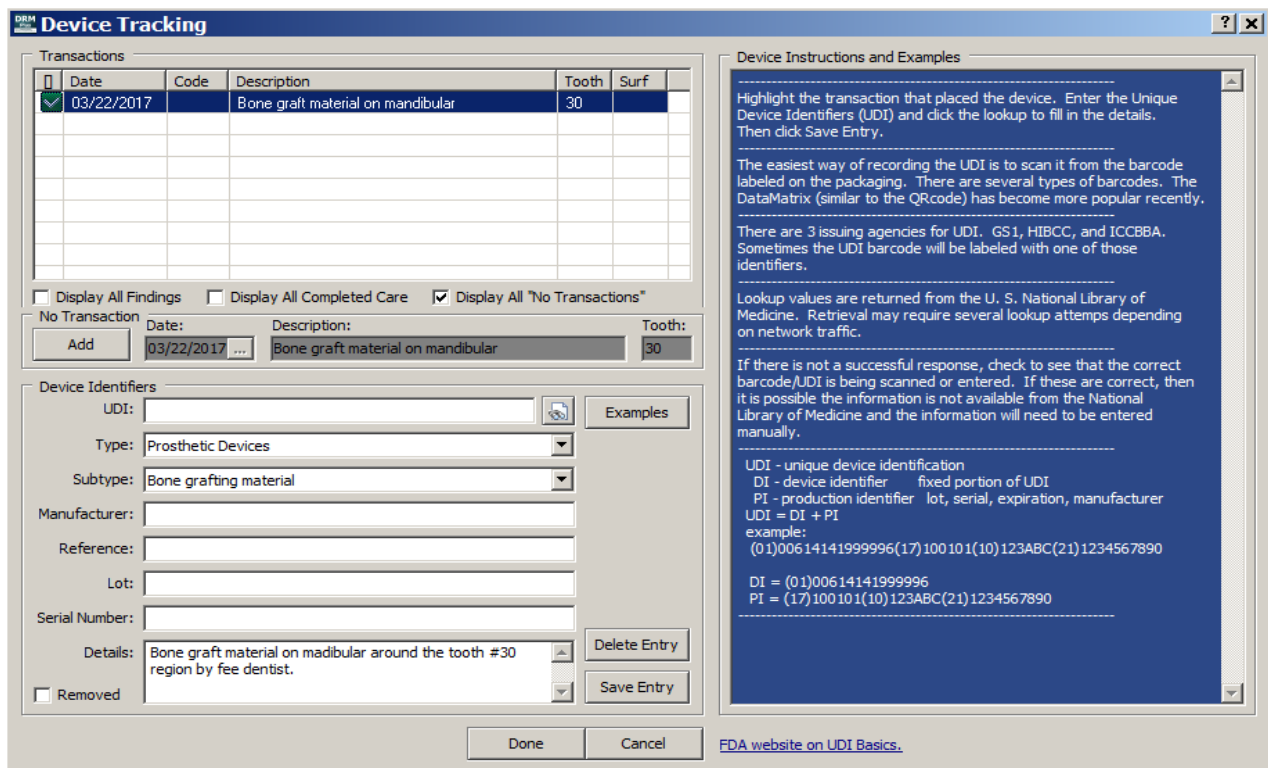 DRM Plus Device Tracking
Transactions
Date Code Description Tooth Surf
03/22/2017 Bone graft material on mandibular 30
Display All Findings Display All Completed Care Display All "No Transactions"
No Transaction
Date: Description: Tooth:
Add 03/22/2017 ... Bone graft material on mandibular 30
Device Identifiers
UDI: Examples
Type: Prosthetic Devices
Subtype: Bone grafting material
Manufacturer:
Reference:
Lot:
Serial Number:
Details: Bone graft material on madibular around the tooth #30
region by fee dentist.
Removed
Delete Entry
Save Entry
Done Cancel
Device Instructions and Examples
--------------------------------------------------------------------
Highlight the transaction that placed the device. Enter the Unique
Device Identifiers (UDI) and click the lookup to fill in the details.
Then click Save Entry.
--------------------------------------------------------------------
The easiest way of recording the UDI is to scan it from the barcode
labeled on the packaging. There are several types of barcodes. The
DataMatrix (similar to the QRcode) has become more popular recently.
--------------------------------------------------------------------
There are 3 issuing agencies for UDI. GS1, HIBCC, and ICCBBA.
Sometimes the UDI barcode will be labeled with one of those
identifiers.
--------------------------------------------------------------------
Lookup values are returned from the U. S. National Library of
Medicine. Retrieval may require several lookup attemps depending
on network traffic.
--------------------------------------------------------------------
If there is not a successful response, check to see that the correct
barcode/UDI is being scanned or entered. If these are correct, then
it is possible the information is not available from the National
Library of Medicine and the information will need to be entered
manually.
--------------------------------------------------------------------
UDI - unique device identification
DI - device identifier fixed portion of UDI
PI - production identifier lot, serial, expiration, manufacturer
UDI = DI + PI
example:
(01)00614141999996(17)100101(10)123ABC(21)1234567890
DI = (01)00614141999996
PI = (17)100101(10)123ABC(21)1234567890
--------------------------------------------------------------------
FDA website on UDI Basics.